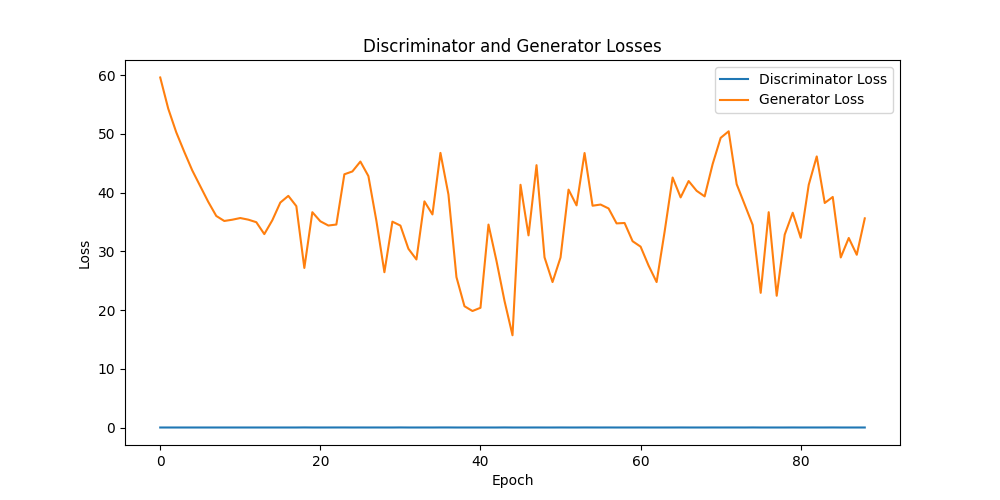 Discriminator and Generator Losses
Discriminator Loss
Generator Loss
60
50
40
30
20
10
0
Loss
0 20 40 60 80
Epoch